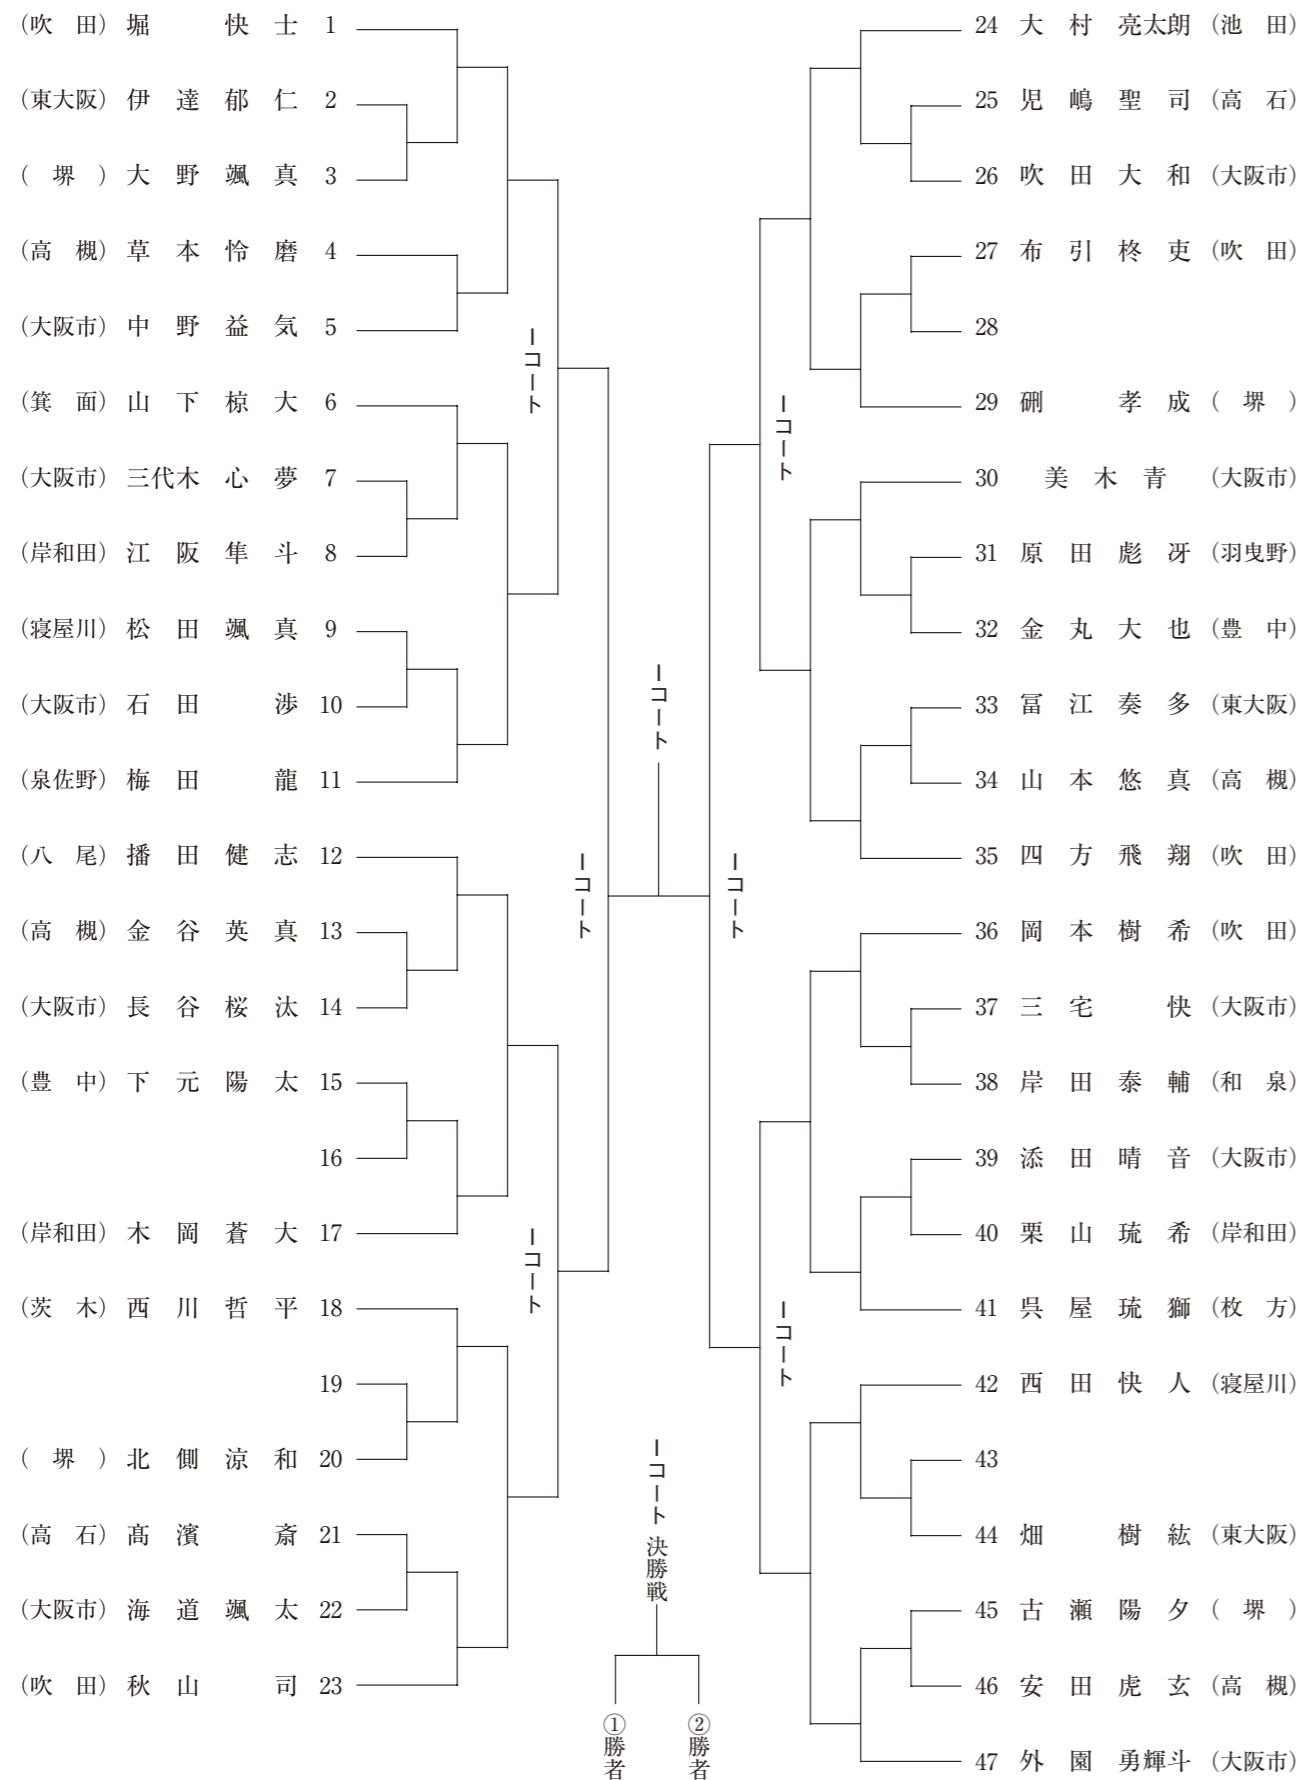 (吹　田) 堀　　快　士 1
(東大阪) 伊　達　郁　仁 2
(　堺　) 大　野　颯　真 3
(高　槻) 草　本　怜　磨 4
(大阪市) 中　野　益　気 5
(箕　面) 山　下　椋　大 6
(大阪市) 三代木　心　夢 7
(岸和田) 江　阪　隼　斗 8
(寝屋川) 松　田　颯　真 9
(大阪市) 石　田　　渉 10
(泉佐野) 梅　田　　龍 11
(八　尾) 播　田　健　志 12
(高　槻) 金　谷　英　真 13
(大阪市) 長　谷　桜　汰 14
(豊　中) 下　元　陽　太 15
16
(岸和田) 木　岡　蒼　大 17
(茨　木) 西　川　哲　平 18
19
(　堺　) 北　側　涼　和 20
(高　石) 髙　濱　　斎 21
(大阪市) 海　道　颯　太 22
(吹　田) 秋　山　　司 23
ーコート
ーコート
ーコート
ーコート
ーコート
ーコート
ーコート
ーコート 決勝戦
①勝者
②勝者
24 大　村　亮太朗 (池　田)
25 児　嶋　聖　司 (高　石)
26 吹　田　大　和 (大阪市)
27 布　引　柊　吏 (吹　田)
28
29 硎　　孝　成 (　堺　)
30 美　木　青 (大阪市)
31 原　田　彪　冴 (羽曳野)
32 金　丸　大　也 (豊　中)
33 冨　江　奏　多 (東大阪)
34 山　本　悠　真 (高　槻)
35 四　方　飛　翔 (吹　田)
36 岡　本　樹　希 (吹　田)
37 三　宅　　快 (大阪市)
38 岸　田　泰　輔 (和　泉)
39 添　田　晴　音 (大阪市)
40 栗　山　琉　希 (岸和田)
41 呉　屋　琉　獅 (枚　方)
42 西　田　快　人 (寝屋川)
43
44 畑　　樹　紘 (東大阪)
45 古　瀬　陽　夕 (　堺　)
46 安　田　虎　玄 (高　槻)
47 外　園　勇輝斗 (大阪市)